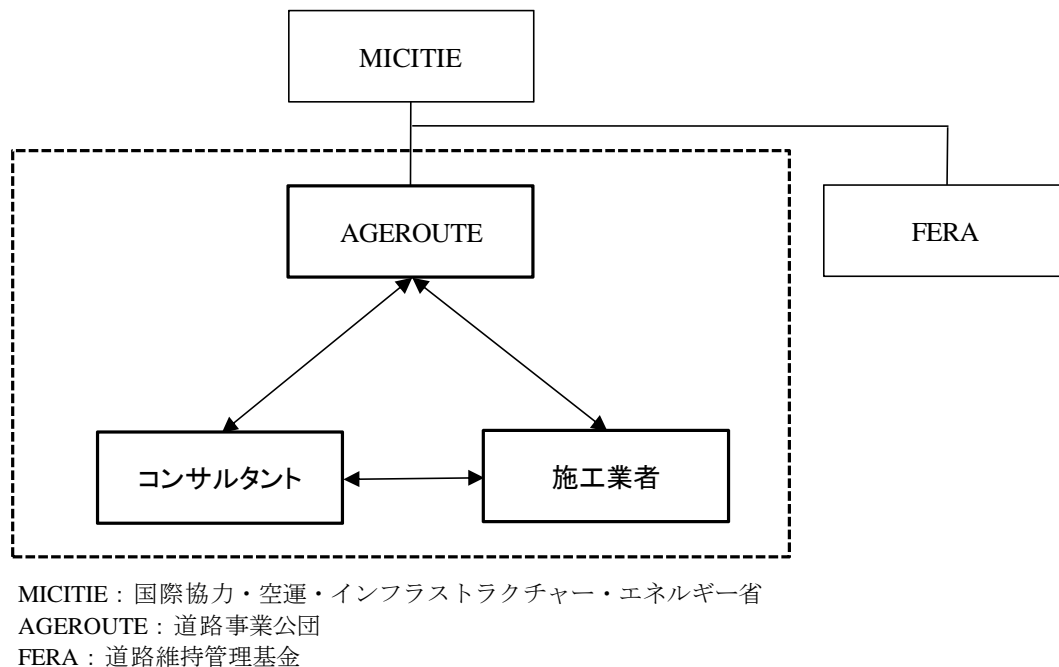 MICITIE
AGEROUTE
FERA
コンサルタント
施工業者
MICITIE：国際協力・空運・インフラストラクチャー・エネルギー省
AGEROUTE：道路事業公団
FERA：道路維持管理基金